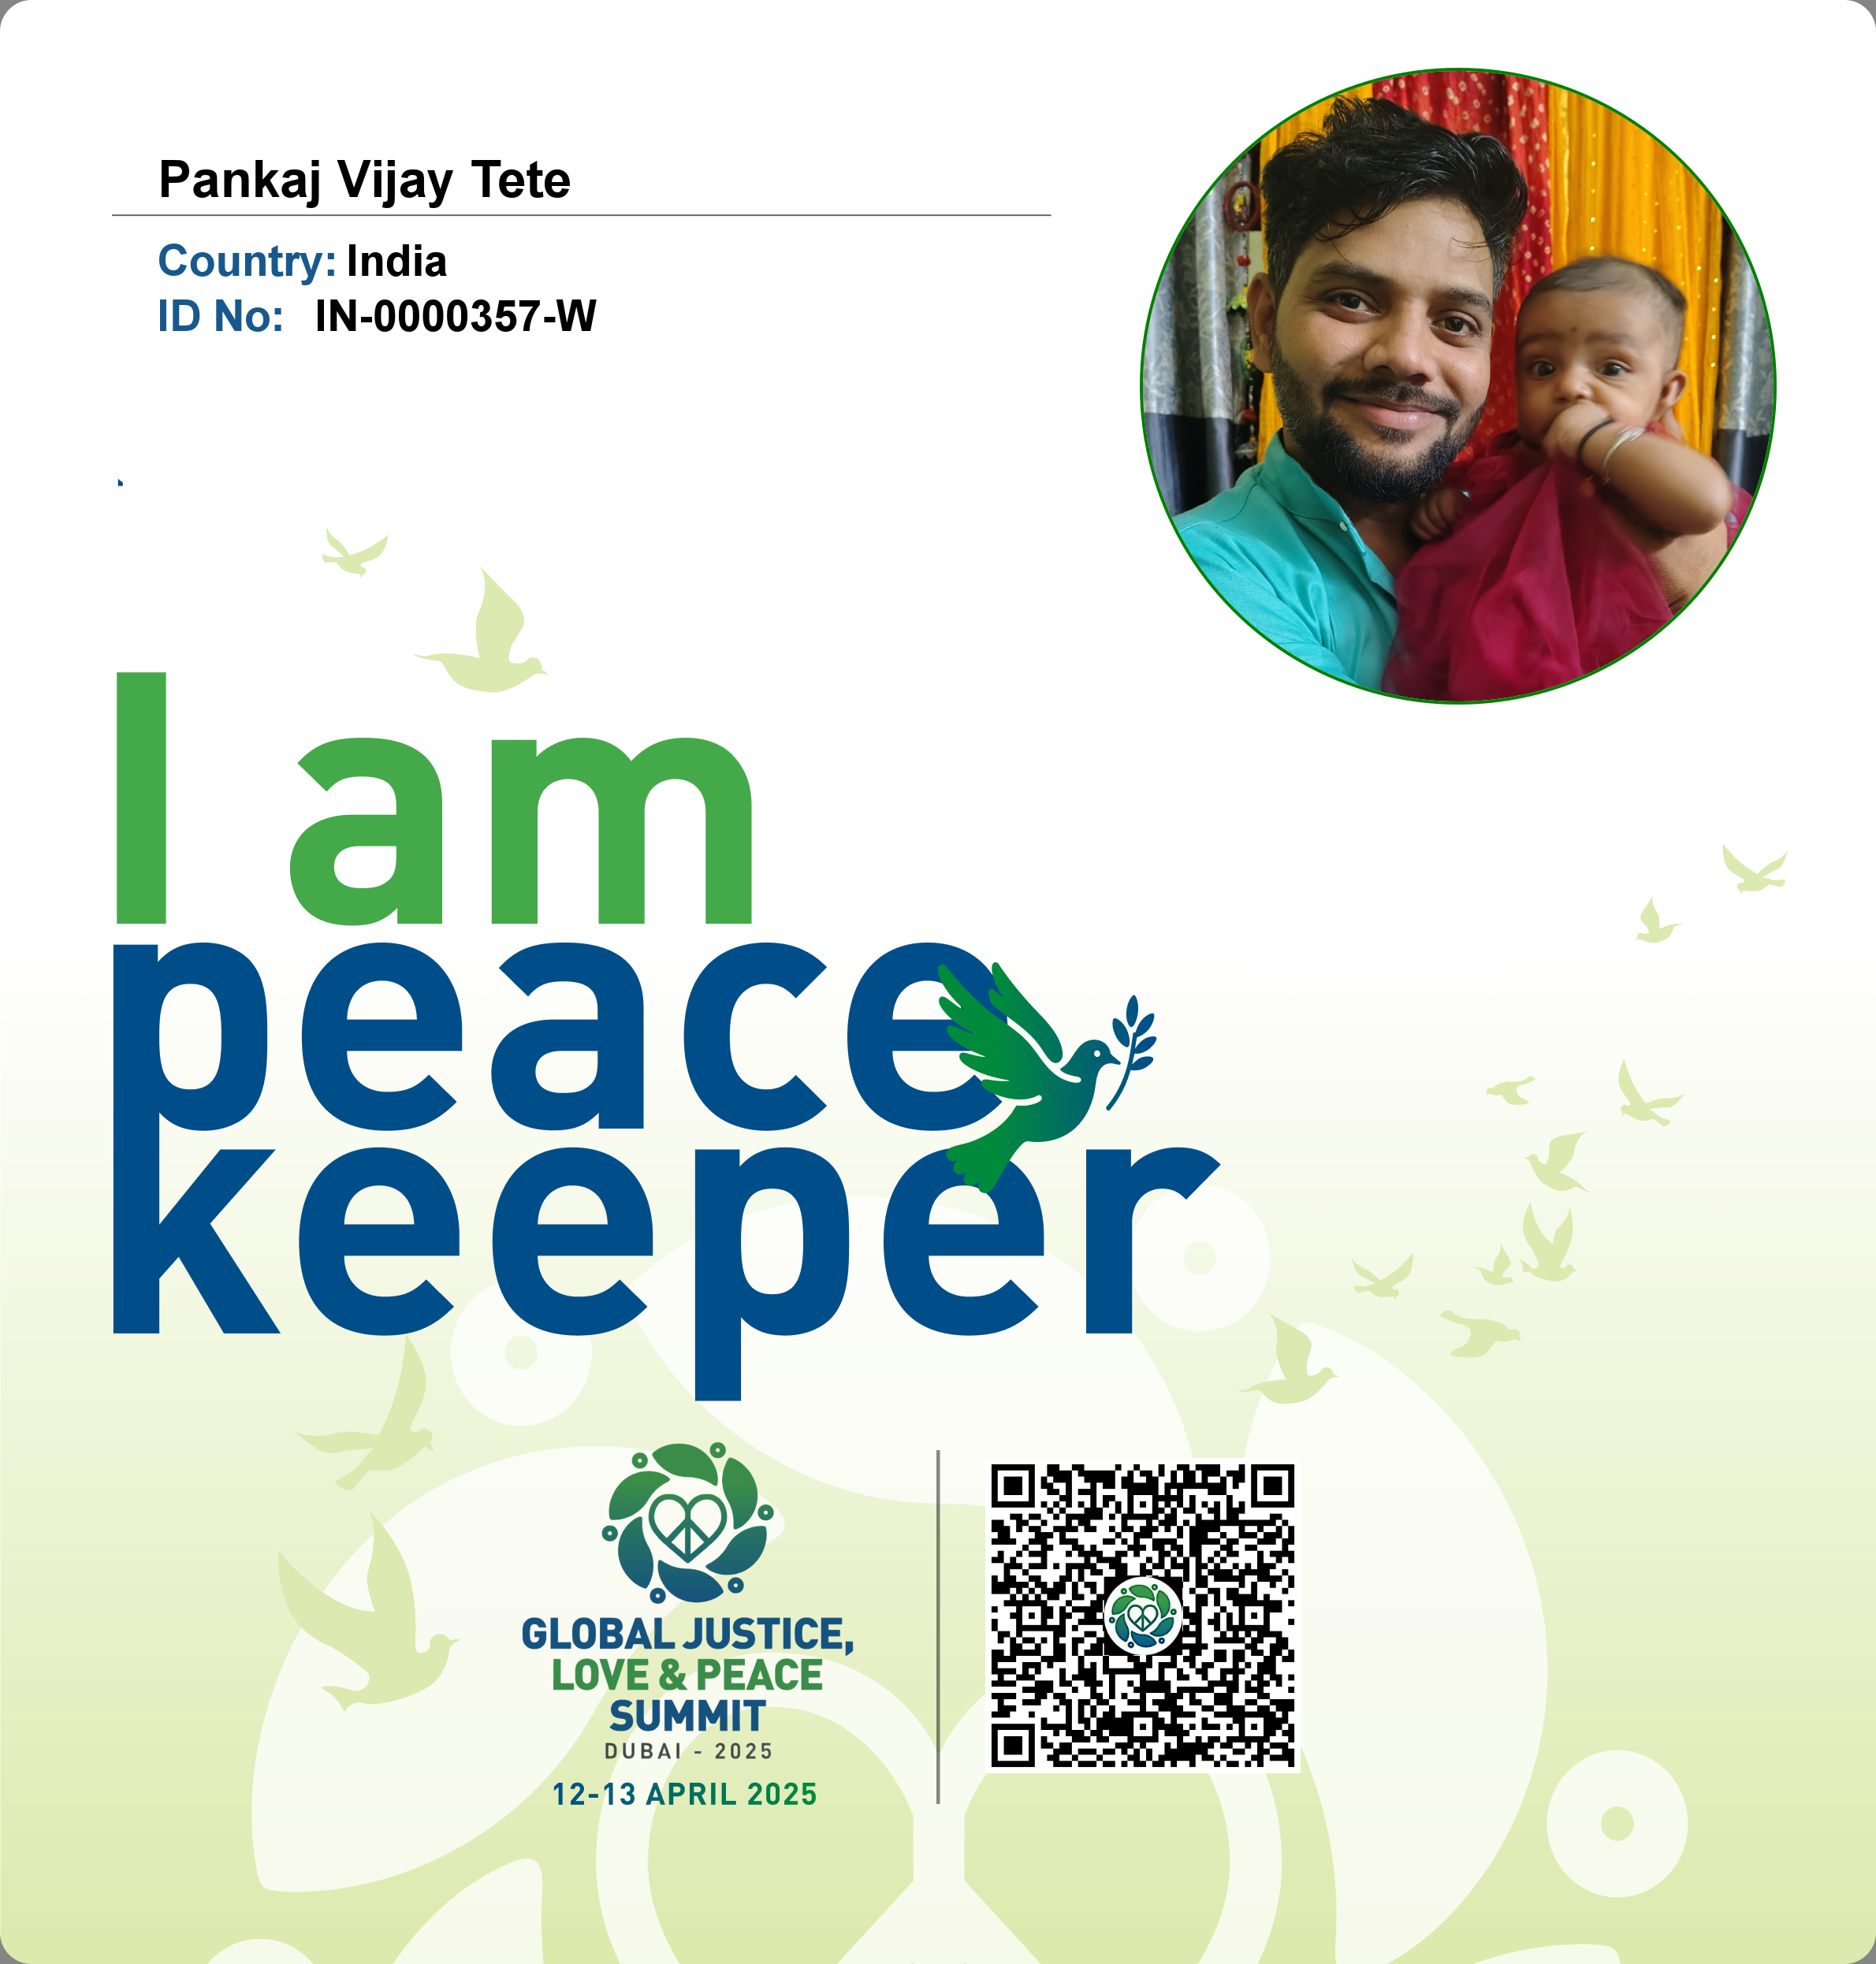 Pankaj Vijay Tete
Country: India
ID No: IN-0000357-W
I am
peace
keeper
GLOBAL JUSTICE,
LOVE & PEACE
SUMMIT
DUBAI - 2025
12-13 APRIL 2025